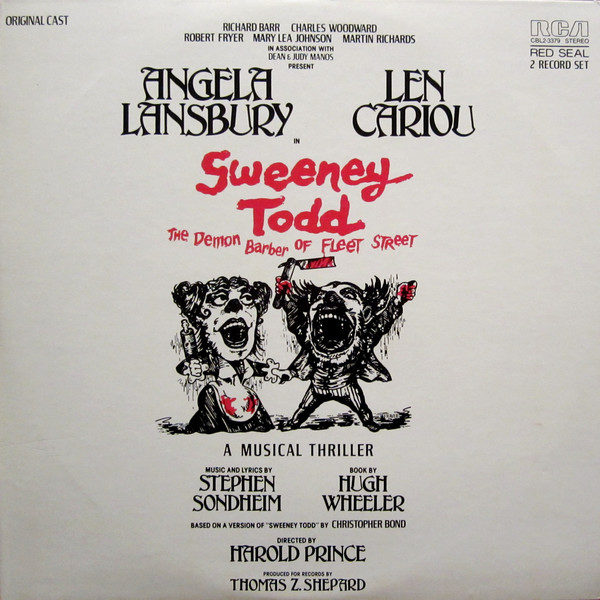 ORIGINAL CAST
RICHARD BARR CHARLES WOODWARD
ROBERT FRYER MARY LEA JOHNSON MARTIN RICHARDS
IN ASSOCIATION WITH
DEAN & JUDY MANOS
PRESENT
RCA
CBL2-3379 STEREO
RED SEAL
2 RECORD SET
ANGELA LANSBURY
LEN CARIOU
IN
Sweeney
Todd
The Demon Barber of Fleet Street
A MUSICAL THRILLER
MUSIC AND LYRICS BY
STEPHEN
SONDHEIM
BOOK BY
HUGH
WHEELER
BASED ON A VERSION OF "SWEENEY TODD" BY CHRISTOPHER BOND
DIRECTED BY
HAROLD PRINCE
PRODUCED FOR RECORDS BY
THOMAS Z. SHEPARD